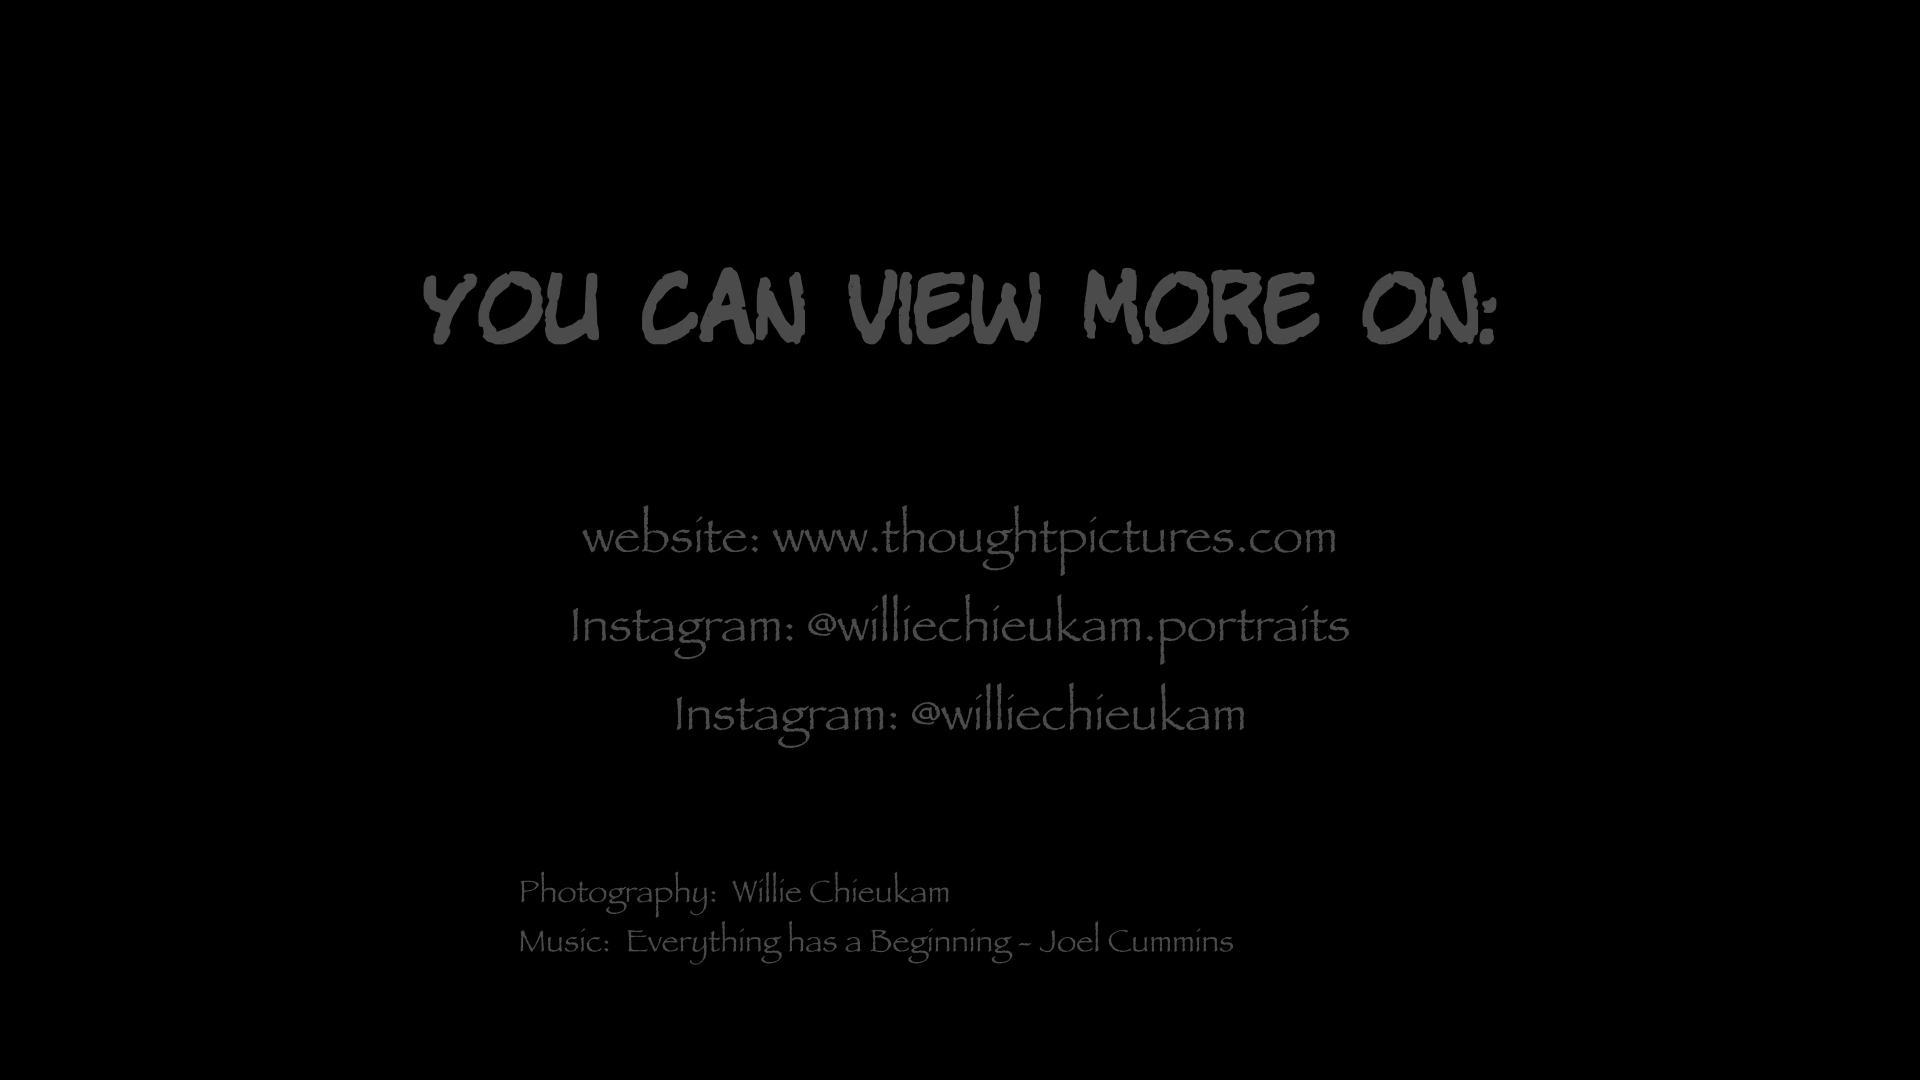 YOU CAN VIEW MORE ON:
website: www.thoughtpictures.com
Instagram: @williechieukam.portraits
Instagram: @williechieukam
Photography: Willie Chieukam
Music: Everything has a Beginning - Joel Cummins